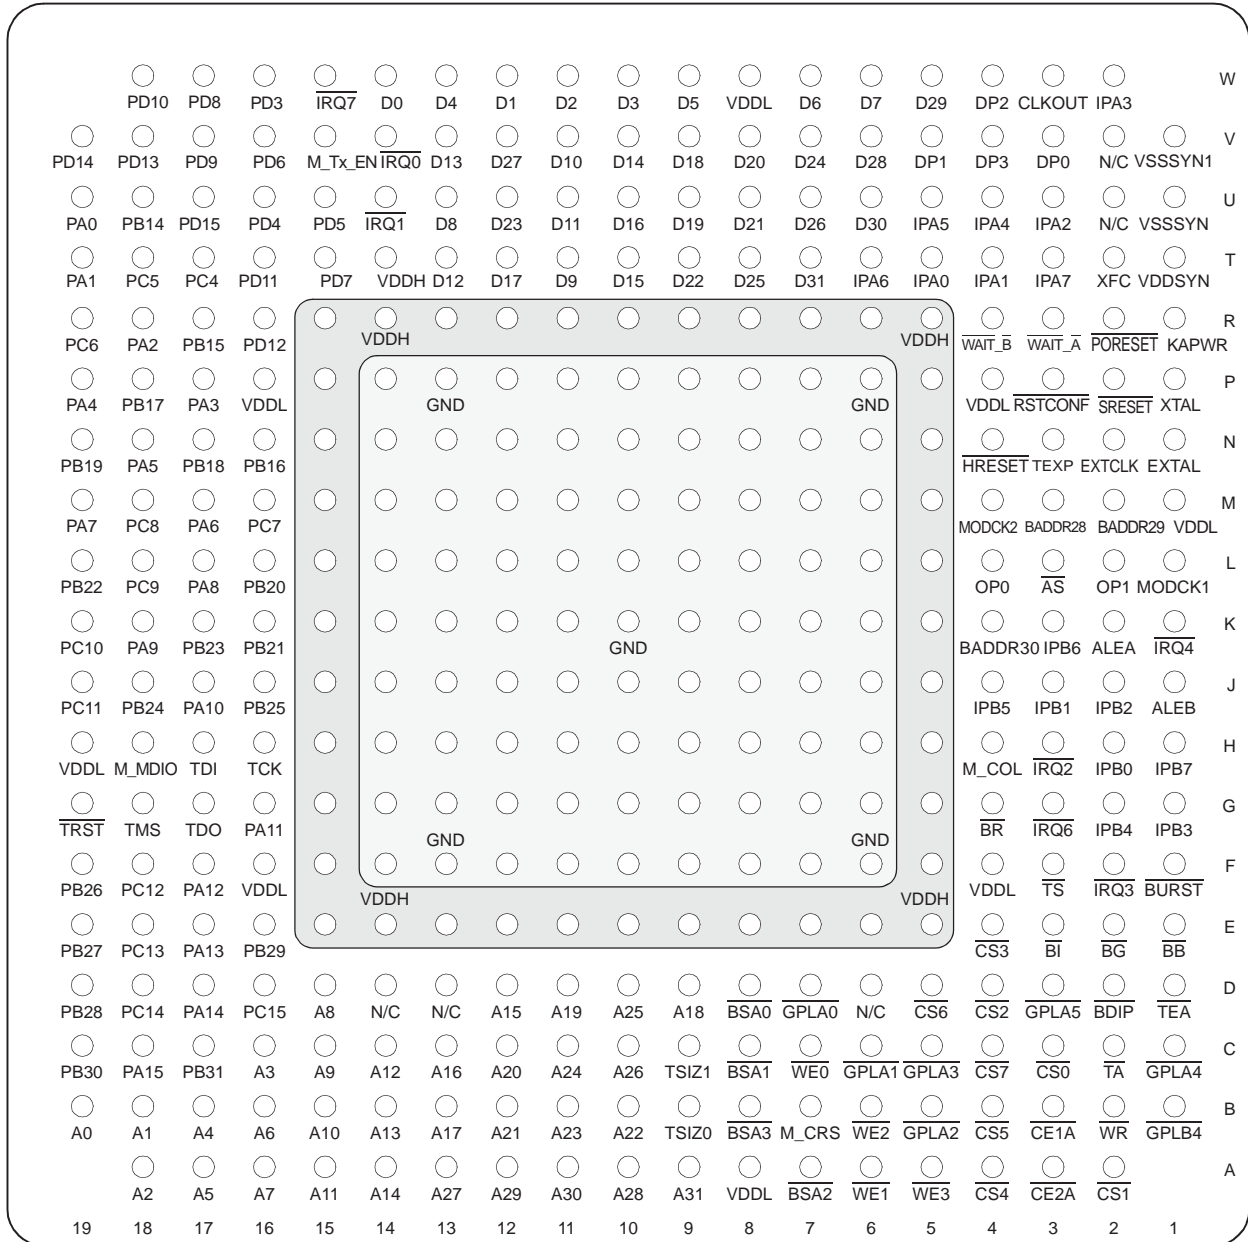 W
PD10 PD8 PD3 IRQ7 D0 D4 D1 D2 D3 D5 VDDL D6 D7 D29 DP2 CLKOUT IPA3
V
PD14 PD13 PD9 PD6 M_Tx_EN IRQ0 D13 D27 D10 D14 D18 D20 D24 D28 DP1 DP3 DP0 N/C VSSSYN1
U
PA0 PB14 PD15 PD4 PD5 IRQ1 D8 D23 D11 D16 D19 D21 D26 D30 IPA5 IPA4 IPA2 N/C VSSSYN
T
PA1 PC5 PC4 PD11 PD7 VDDH D12 D17 D9 D15 D22 D25 D31 IPA6 IPA0 IPA1 IPA7 XFC VDDSYN
R
PC6 PA2 PB15 PD12 VDDH VDDH WAIT_B WAIT_A PORESET KAPWR
P
PA4 PB17 PA3 VDDL GND GND VDDL RSTCONF SRESET XTAL
N
PB19 PA5 PB18 PB16 HRESET TEXP EXTCLK EXTAL
M
PA7 PC8 PA6 PC7 MODCK2 BADDR28 BADDR29 VDDL
L
PB22 PC9 PA8 PB20 OP0 AS OP1 MODCK1
K
PC10 PA9 PB23 PB21 GND BADDR30 IPB6 ALEA IRQ4
J
PC11 PB24 PA10 PB25 IPB5 IPB1 IPB2 ALEB
H
VDDL M_MDIO TDI TCK M_COL IRQ2 IPB0 IPB7
G
TRST TMS TDO PA11 GND GND BR IRQ6 IPB4 IPB3
F
PB26 PC12 PA12 VDDL VDDH VDDH VDDL TS IRQ3 BURST
E
PB27 PC13 PA13 PB29 CS3 BI BG BB
D
PB28 PC14 PA14 PC15 A8 N/C N/C A15 A19 A25 A18 BSA0 GPLA0 N/C CS6 CS2 GPLA5 BDIP TEA
C
PB30 PA15 PB31 A3 A9 A12 A16 A20 A24 A26 TSIZ1 BSA1 WE0 GPLA1 GPLA3 CS7 CS0 TA GPLA4
B
A0 A1 A4 A6 A10 A13 A17 A21 A23 A22 TSIZ0 BSA3 M_CRS WE2 GPLA2 CS5 CE1A WR GPLB4
A
A2 A5 A7 A11 A14 A27 A29 A30 A28 A31 VDDL BSA2 WE1 WE3 CS4 CE2A CS1
19 18 17 16 15 14 13 12 11 10 9 8 7 6 5 4 3 2 1